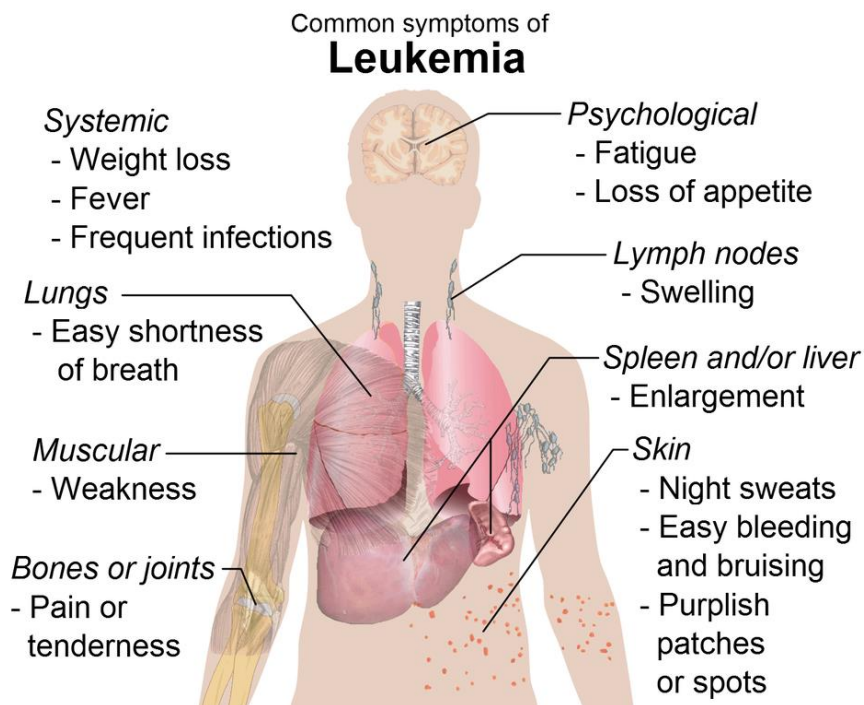 Common symptoms of
Leukemia
Systemic
- Weight loss
- Fever
- Frequent infections
Psychological
- Fatigue
- Loss of appetite
Lymph nodes
- Swelling
Lungs
- Easy shortness
of breath
Spleen and/or liver
- Enlargement
Muscular
- Weakness
Skin
- Night sweats
- Easy bleeding
and bruising
- Purplish
patches
or spots
Bones or joints
- Pain or
tenderness